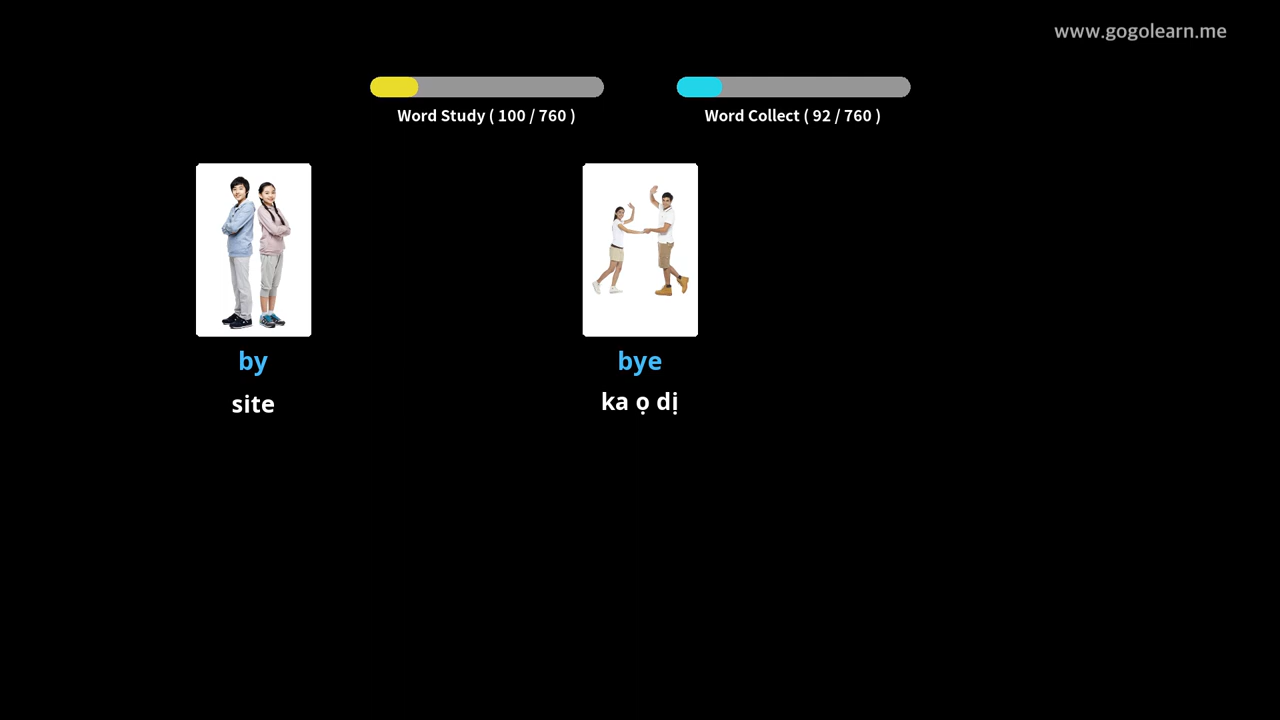 www.gogolearn.me
Word Study ( 100 / 760 )
Word Collect ( 92 / 760 )
by
bye
site
ka ọ dị